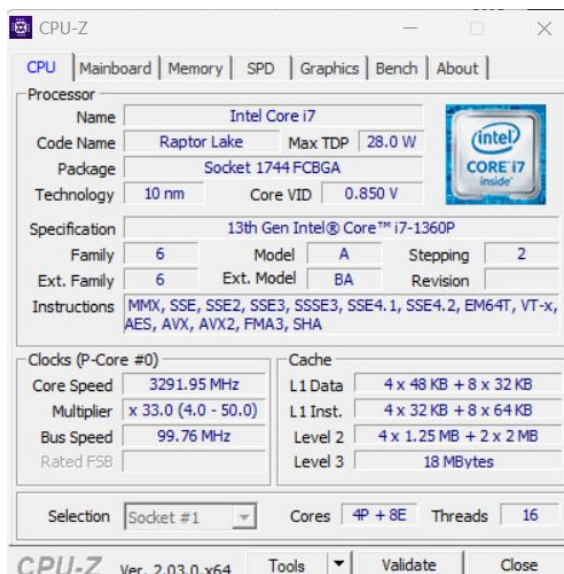 CPU-Z
CPU Mainboard Memory SPD Graphics Bench About
Processor
Name Intel Core i7
Code Name Raptor Lake Max TDP 28.0 W
Package Socket 1744 FCBGA
Technology 10 nm Core VID 0.850 V
intel
CORE i7
inside
Specification 13th Gen Intel® Core™ i7-1360P
Family 6 Model A Stepping 2
Ext. Family 6 Ext. Model BA Revision
Instructions MMX, SSE, SSE2, SSE3, SSSE3, SSE4.1, SSE4.2, EM64T, VT-x,
AES, AVX, AVX2, FMA3, SHA
Clocks (P-Core #0)
Core Speed 3291.95 MHz
Multiplier x 33.0 (4.0 - 50.0)
Bus Speed 99.76 MHz
Rated FSB
Cache
L1 Data 4 x 48 KB + 8 x 32 KB
L1 Inst. 4 x 32 KB + 8 x 64 KB
Level 2 4 x 1.25 MB + 2 x 2 MB
Level 3 18 MBytes
Selection Socket #1 Cores 4P + 8E Threads 16
CPU-Z Ver. 2.03.0.x64 Tools Validate Close